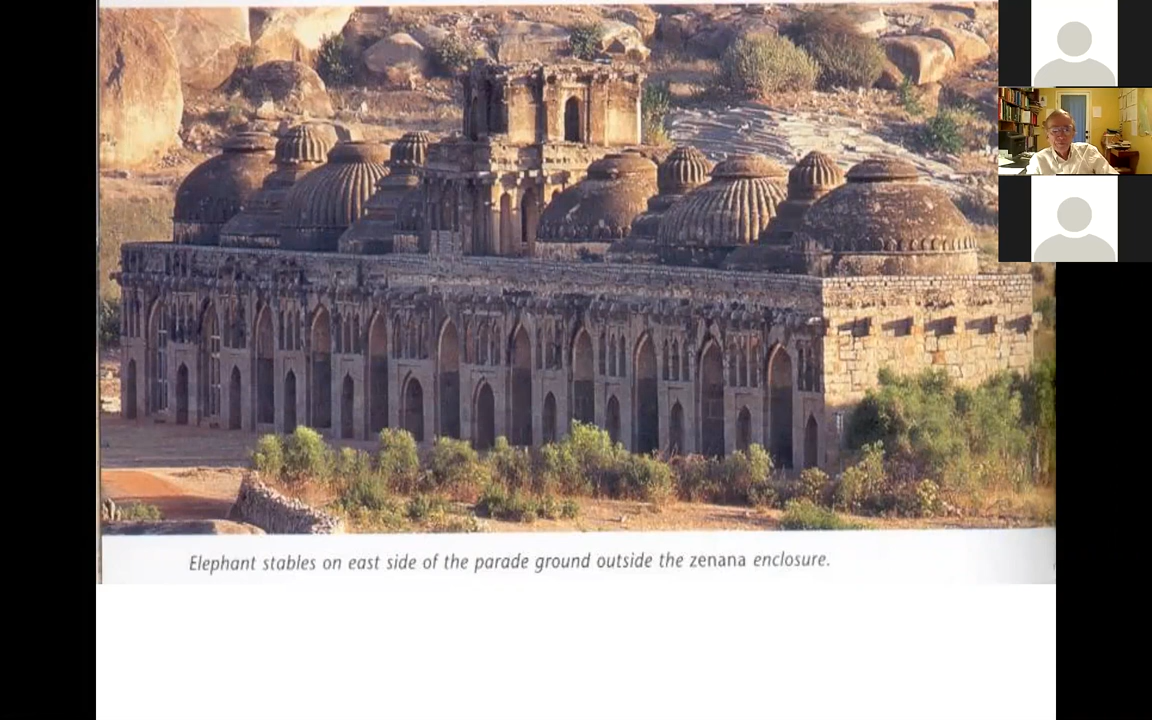 Elephant stables on east side of the parade ground outside the zenana enclosure.